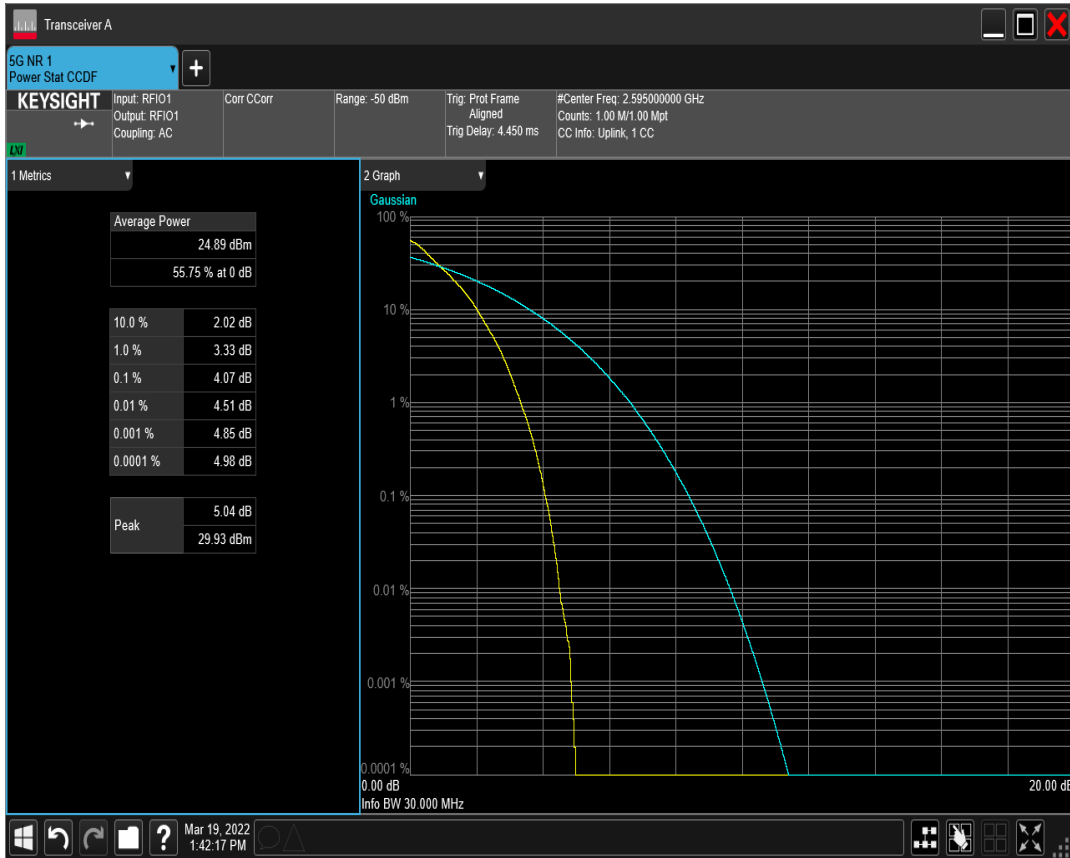 Transceiver A
5G NR 1
Power Stat CCDF
+
KEYSIGHT
Input: RFIO1
Output: RFIO1
Coupling: AC
Corr CCorr
Range: -50 dBm
Trig: Prot Frame
Aligned
Trig Delay: 4.450 ms
#Center Freq: 2.595000000 GHz
Counts: 1.00 M/1.00 Mpt
CC Info: Uplink, 1 CC
LXI
1 Metrics
Average Power
24.89 dBm
55.75 % at 0 dB
10.0 % 2.02 dB
1.0 % 3.33 dB
0.1 % 4.07 dB
0.01 % 4.51 dB
0.001 % 4.85 dB
0.0001 % 4.98 dB
Peak
5.04 dB
29.93 dBm
2 Graph
Gaussian
100 %
10 %
1 %
0.1 %
0.01 %
0.001 %
0.0001 %
0.00 dB 20.00 dB
Info BW 30.000 MHz
?
Mar 19, 2022
1:42:17 PM